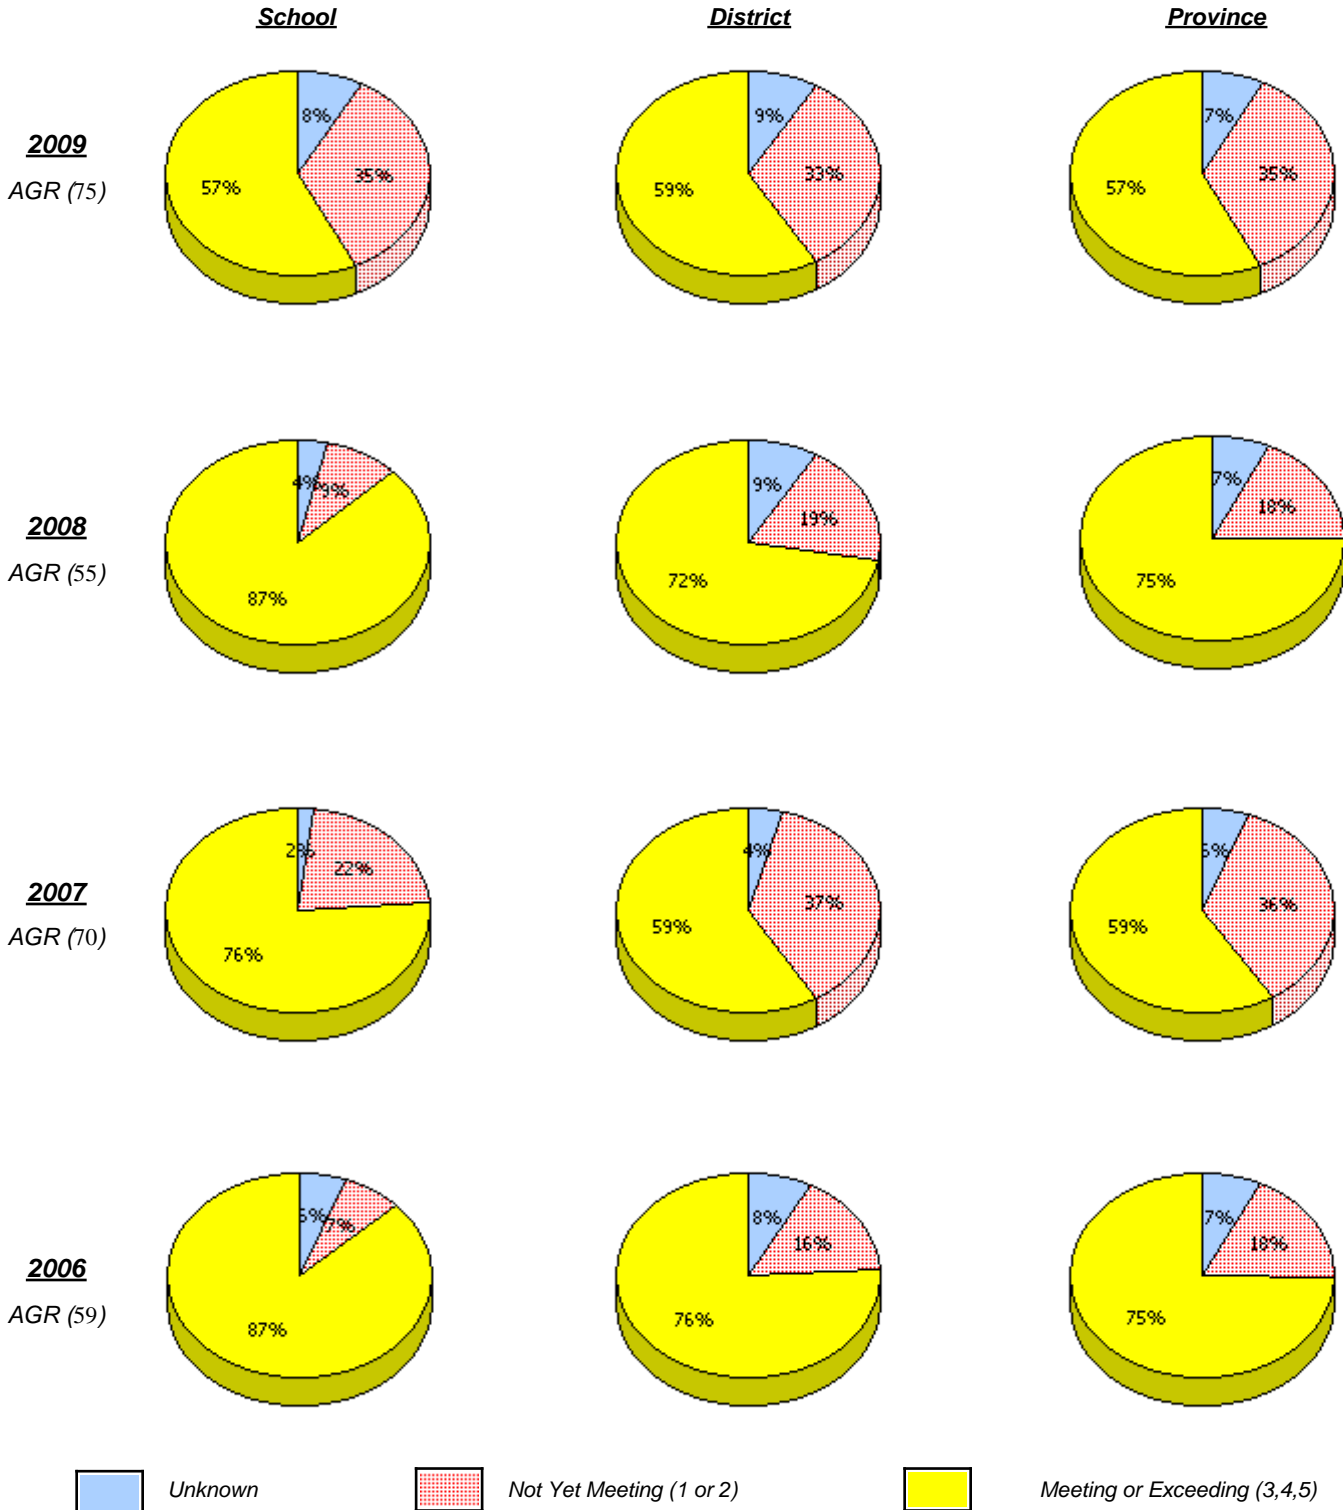 School District Province
2009
AGR (75)
8% 35% 57%
9% 33% 59%
7% 35% 57%
2008
AGR (55)
4% 9% 87%
9% 19% 72%
7% 18% 75%
2007
AGR (70)
2% 22% 76%
4% 37% 59%
36% 59%
2006
AGR (59)
7% 87%
8% 16% 76%
7% 18% 75%
Unknown Not Yet Meeting (1 or 2) Meeting or Exceeding (3,4,5)